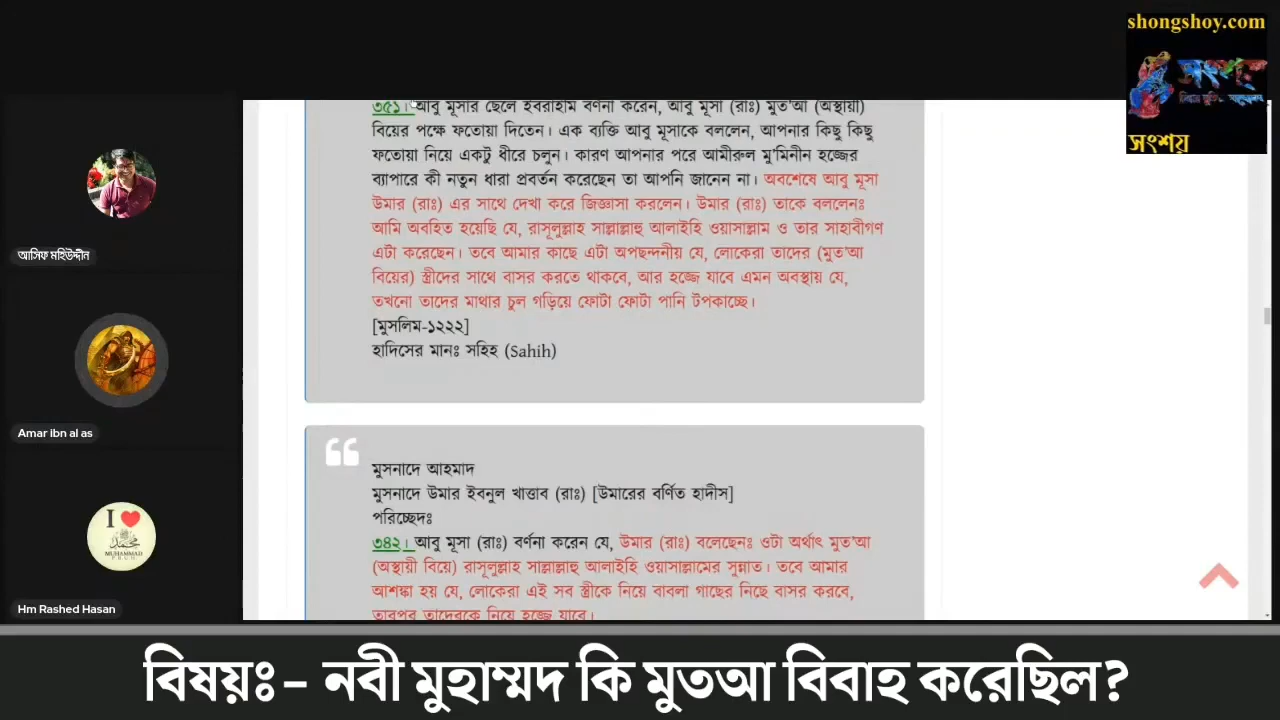 shongshoy.com
সংশয়
সংশয়
৩৫১। আবু মূসার ছেলে ইবরাহীম বর্ণনা করেন, আবু মূসা (রাঃ) মুত'আ (অস্থায়ী)
বিয়ের পক্ষে ফতোয়া দিতেন। এক ব্যক্তি আবু মূসাকে বললেন, আপনার কিছু কিছু
ফতোয়া নিয়ে একটু ধীরে চলুন। কারণ আপনার পরে আমীরুল মু'মিনীন হজ্জের
ব্যাপারে কী নতুন ধারা প্রবর্তন করেছেন তা আপনি জানেন না। অবশেষে আবু মূসা
উমার (রাঃ) এর সাথে দেখা করে জিজ্ঞাসা করলেন। উমার (রাঃ) তাকে বললেনঃ
আমি অবহিত হয়েছি যে, রাসূলুল্লাহ সাল্লাল্লাহু আলাইহি ওয়াসাল্লাম ও তার সাহাবীগণ
এটা করেছেন। তবে আমার কাছে এটা অপছন্দনীয় যে, লোকেরা তাদের (মুত'আ
বিয়ের) স্ত্রীদের সাথে বাসর করতে থাকবে, আর হজ্জে যাবে এমন অবস্থায় যে,
তখনো তাদের মাথার চুল গড়িয়ে ফোটা ফোটা পানি টপকাচ্ছে।
[মুসলিম-১২২২]
হাদিসের মানঃ সহিহ (Sahih)
মুসনাদে আহমাদ
মুসনাদে উমার ইবনুল খাত্তাব (রাঃ) [উমারের বর্ণিত হাদীস]
পরিচ্ছেদঃ
৩৪২। আবু মূসা (রাঃ) বর্ণনা করেন যে, উমার (রাঃ) বলেছেনঃ ওটা অর্থাৎ মুত'আ
(অস্থায়ী বিয়ে) রাসূলুল্লাহ সাল্লাল্লাহু আলাইহি ওয়াসাল্লামের সুন্নাত। তবে আমার
আশঙ্কা হয় যে, লোকেরা এই সব স্ত্রীকে নিয়ে বাবলা গাছের নিছে বাসর করবে,
তারপর তাদেরকে নিয়ে হজ্জে যাবে।
আসিফ মহিউদ্দীন
Amar ibn al as
I ❤
MUHAMMAD
Hm Rashed Hasan
বিষয়ঃ- নবী মুহাম্মদ কি মুতআ বিবাহ করেছিল?